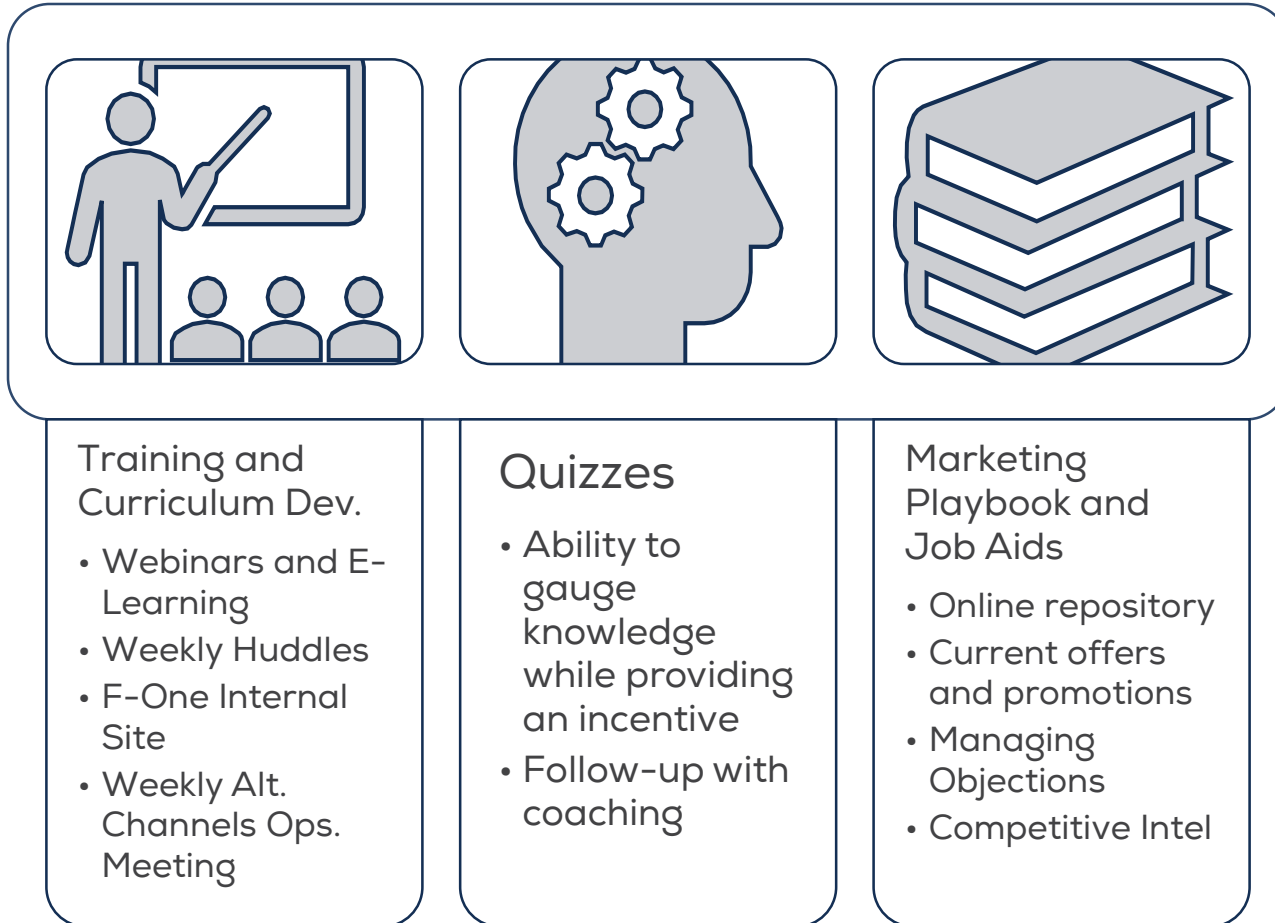 Training and
Curriculum Dev.
• Webinars and E-
Learning
• Weekly Huddles
• F-One Internal
Site
• Weekly Alt.
Channels Ops.
Meeting
Quizzes
• Ability to
gauge
knowledge
while providing
an incentive
• Follow-up with
coaching
Marketing
Playbook and
Job Aids
• Online repository
• Current offers
and promotions
• Managing
Objections
• Competitive Intel